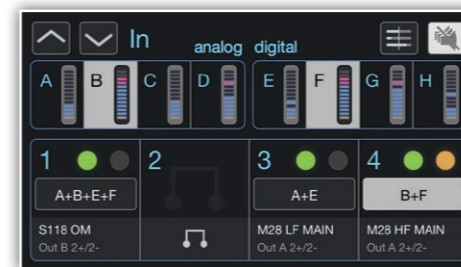 In analog digital
A B C D E F G H
1 2 3 4
A+B+E+F A+E B+F
S118 OM M28 LF MAIN M28 HF MAIN
Out B 2+/2- Out A 2+/2- Out A 2+/2-